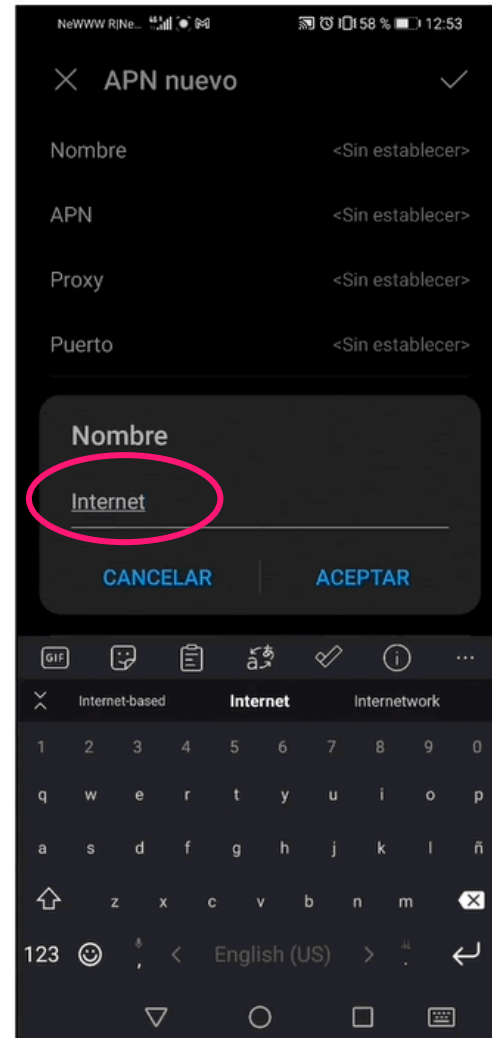 NeWWW R|Ne... 58 % 12:53
APN nuevo
Nombre <Sin establecer>
APN <Sin establecer>
Proxy <Sin establecer>
Puerto <Sin establecer>
Nombre
Internet
CANCELAR ACEPTAR
GIF
Internet-based Internet Internetwork
1 2 3 4 5 6 7 8 9 0
q w e r t y u i o p
a s d f g h j k l ñ
z x c v b n m
123 , < English (US) > .